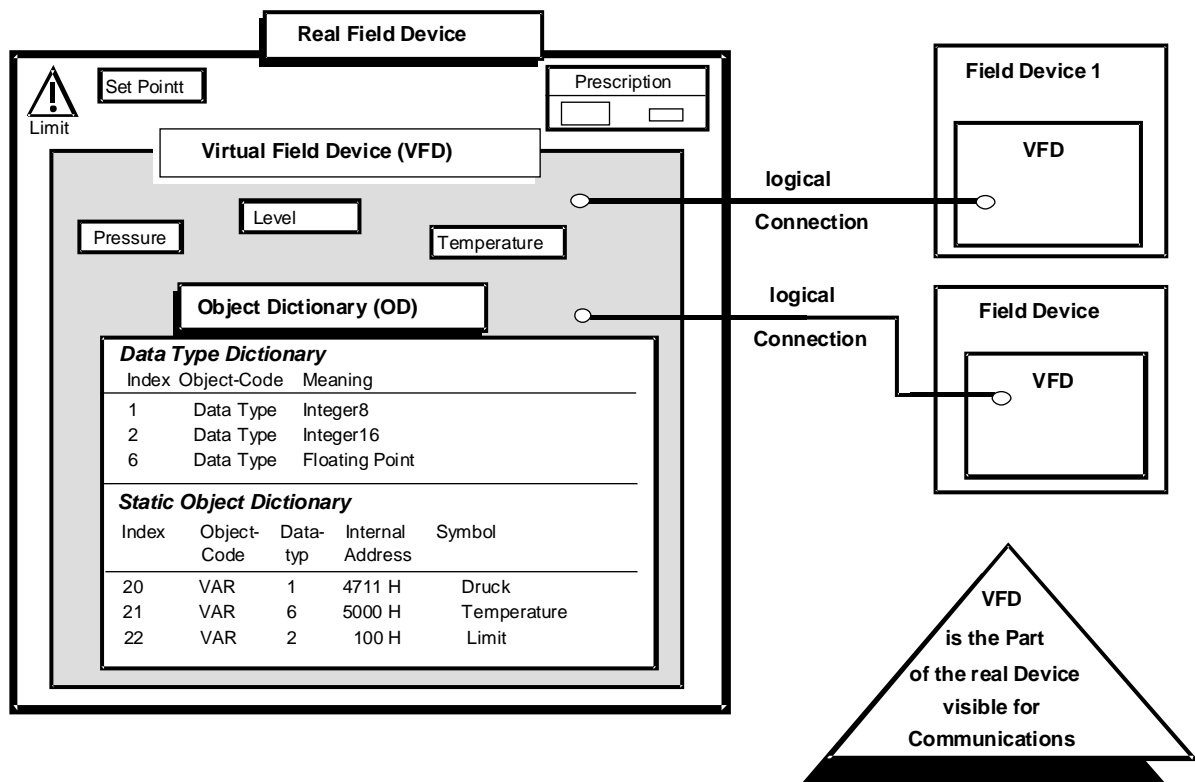 Real Field Device
Set Pointt
Limit
Prescription
Virtual Field Device (VFD)
Pressure
Level
Temperature
Object Dictionary (OD)
Data Type Dictionary
Index Object-Code Meaning
1 Data Type Integer8
2 Data Type Integer16
6 Data Type Floating Point
Static Object Dictionary
Index Object- Data- Internal Symbol
Code typ Address
20 VAR 1 4711 H Druck
21 VAR 6 5000 H Temperature
22 VAR 2 100 H Limit
logical
Connection
Field Device 1
VFD
logical
Connection
Field Device
VFD
VFD
is the Part
of the real Device
visible for
Communications